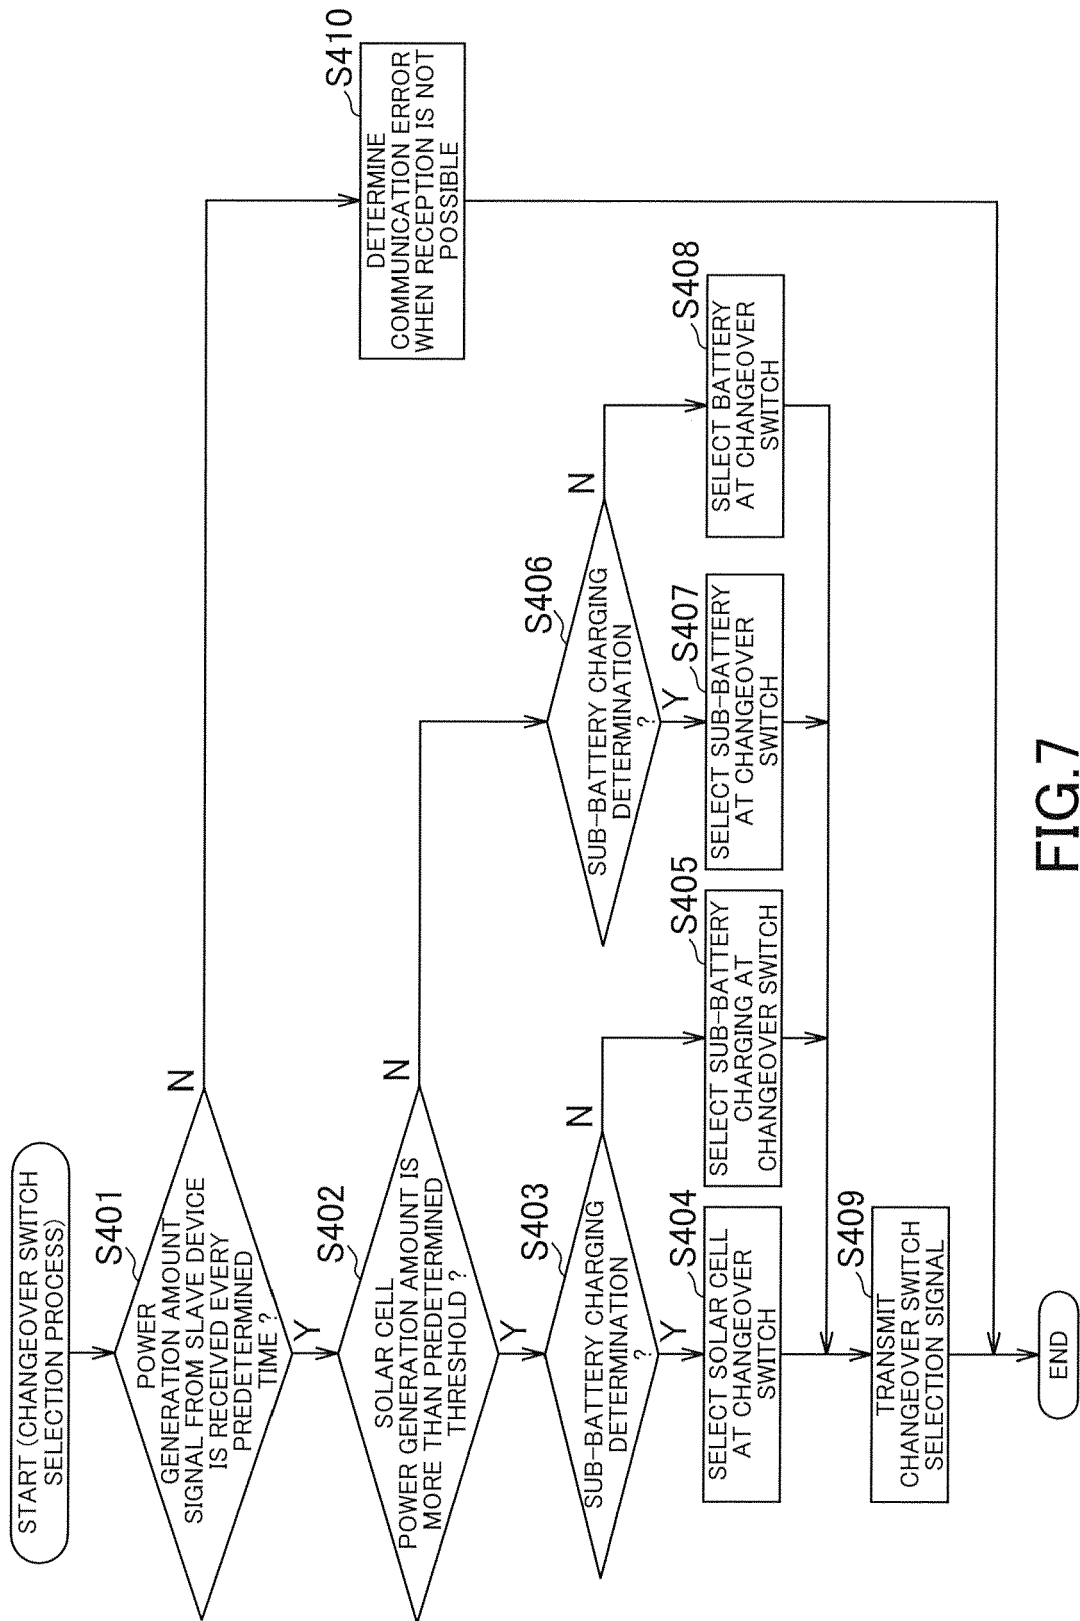 START (CHANGEOVER SWITCH
SELECTION PROCESS)
S401
POWER
GENERATION AMOUNT
SIGNAL FROM SLAVE DEVICE
IS RECEIVED EVERY
PREDETERMINED
TIME ?
N
Y
S410
DETERMINE
COMMUNICATION ERROR
WHEN RECEPTION IS NOT
POSSIBLE
S402
SOLAR CELL
POWER GENERATION AMOUNT IS
MORE THAN PREDETERMINED
THRESHOLD ?
N
Y
S403
SUB-BATTERY CHARGING
DETERMINATION
?
N
Y
S406
SUB-BATTERY CHARGING
DETERMINATION
?
N
Y
S404
SELECT SOLAR CELL
AT CHANGEOVER
SWITCH
S405
SELECT SUB-BATTERY
CHARGING AT
CHANGEOVER SWITCH
S407
SELECT SUB-BATTERY
AT CHANGEOVER
SWITCH
S408
SELECT BATTERY
AT CHANGEOVER
SWITCH
S409
TRANSMIT
CHANGEOVER SWITCH
SELECTION SIGNAL
END
FIG.7